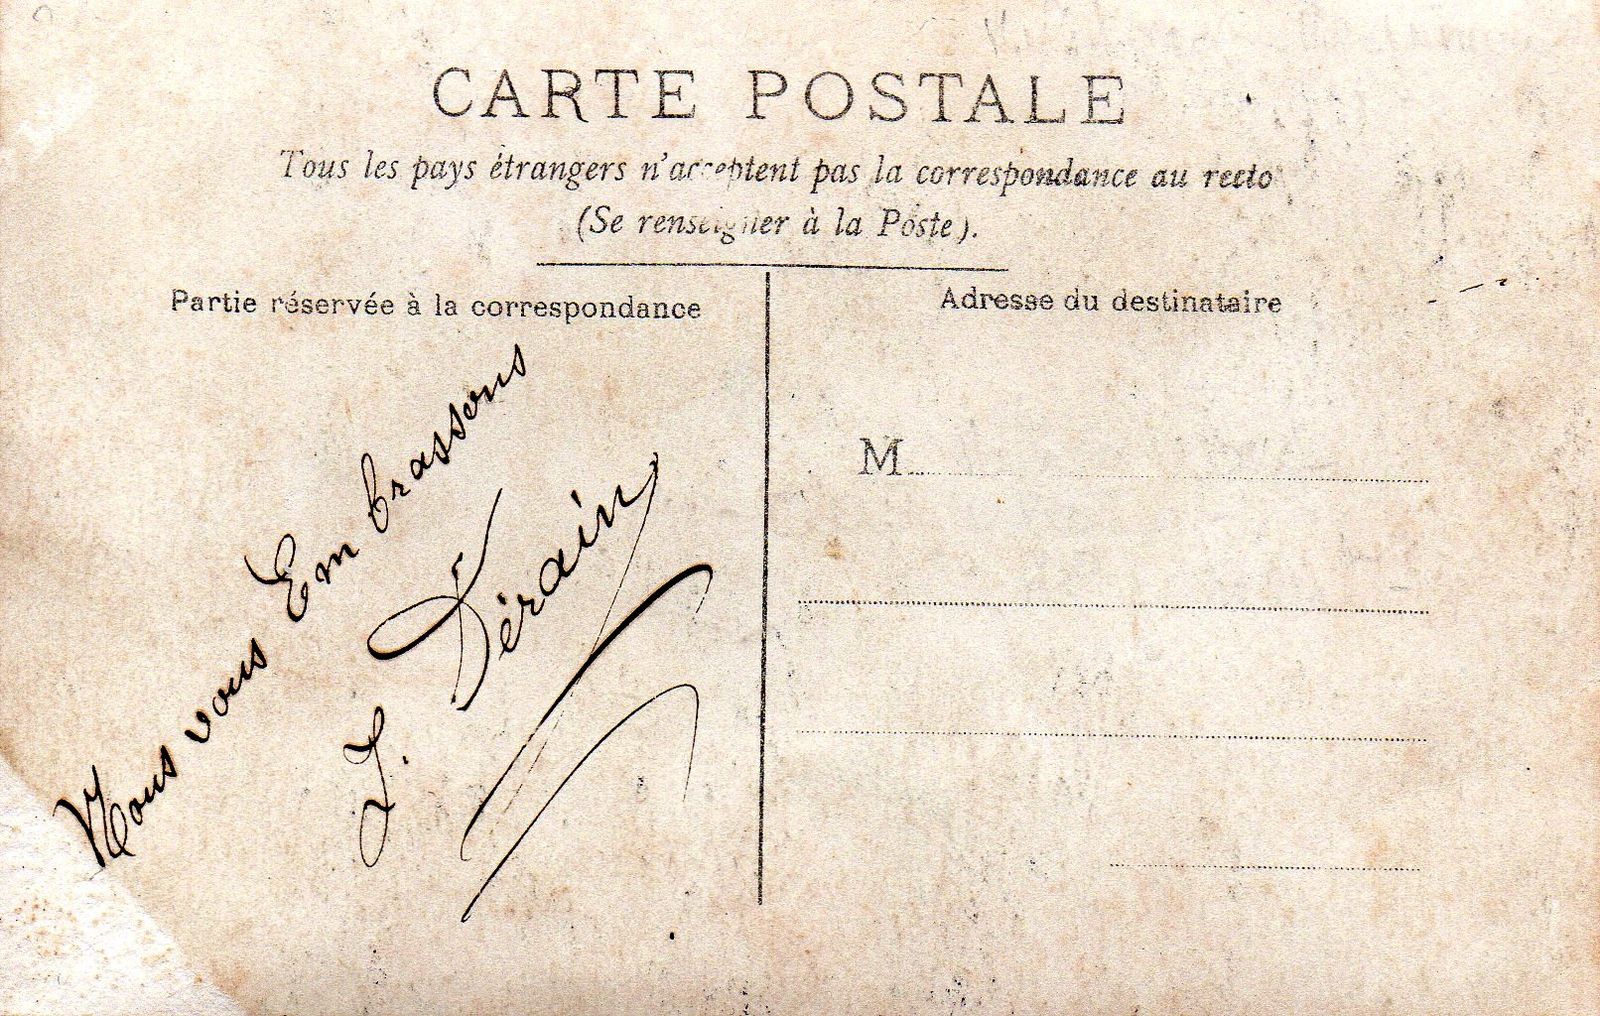 CARTE POSTALE
Tous les pays étrangers n'acceptent pas la correspondance au recto
(Se renseigner à la Poste).
Partie réservée à la correspondance
Adresse du destinataire
M
Nous vous Embrassons
J. Dérain